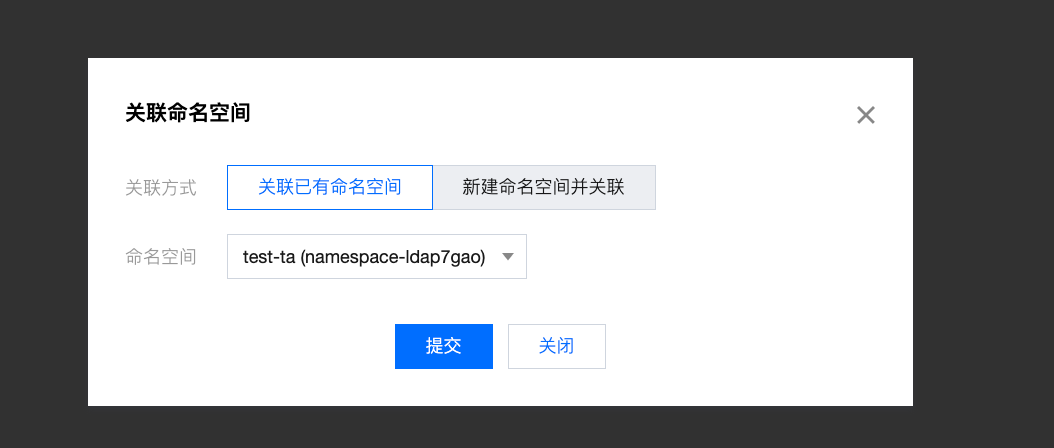 关联命名空间
关联方式 关联已有命名空间 新建命名空间并关联
命名空间 test-ta (namespace-ldap7gao)
提交 关闭